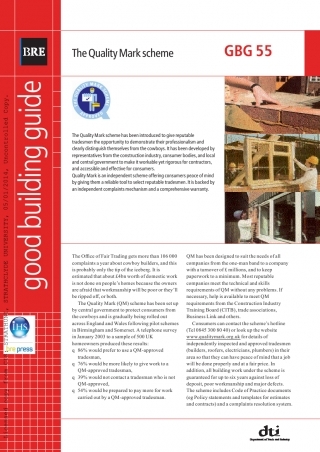 BRE
The Quality Mark scheme
GBG 55
good building guide
The Quality Mark scheme has been introduced to give reputable
tradesmen the opportunity to demonstrate their professionalism and
clearly distinguish themselves from the cowboys. It has been developed by
representatives from the construction industry, consumer bodies, and local
and central government to make it workable yet rigorous for contractors,
and accessible and effective for consumers.
Quality Mark is an independent scheme offering consumers peace of mind
by giving them a reliable tool to select reputable tradesmen. It is backed by
an independent complaints mechanism and a comprehensive warranty.
The Office of Fair Trading gets more than 106 000
complaints a year about cowboy builders, and this
is probably only the tip of the iceberg. It is
estimated that about £4bn worth of domestic work
is not done on people's homes because the owners
are afraid that workmanship will be poor or they'll
be ripped off, or both.
The Quality Mark (QM) scheme has been set up
by central government to protect consumers from
the cowboys and is gradually being rolled out
across England and Wales following pilot schemes
in Birmingham and Somerset. A telephone survey
in January 2003 to a sample of 500 UK
homeowners produced these results:
86% would prefer to use a QM-approved
tradesman,
76% would be more likely to give work to a
QM-approved tradesman,
39% would not contact a tradesman who is not
QM-approved,
54% would be prepared to pay more for work
carried out by a QM-approved tradesman.
QM has been designed to suit the needs of all
companies from the one-man band to a company
with a turnover of £ millions, and to keep
paperwork to a minimum. Most reputable
companies meet the technical and skills
requirements of QM without any problems. If
necessary, help is available to meet QM
requirements from the Construction Industry
Training Board (CITB), trade associations,
Business Link and others.
Consumers can contact the scheme's hotline
(Tel 0845 300 80 40) or look up the website
www.qualitymark.org.uk for details of
independently inspected and approved tradesmen
(builders, roofers, electricians, plumbers) in their
area so that they can have peace of mind that a job
will be done properly and at a fair price. In
addition, all building work under the scheme is
guaranteed for up to six years against loss of
deposit, poor workmanship and major defects.
The scheme includes Code of Practice documents
(eg Policy statements and templates for estimates
and contracts) and a complaints resolution system.
IHS
bre press
dti
Department of Trade and Industry